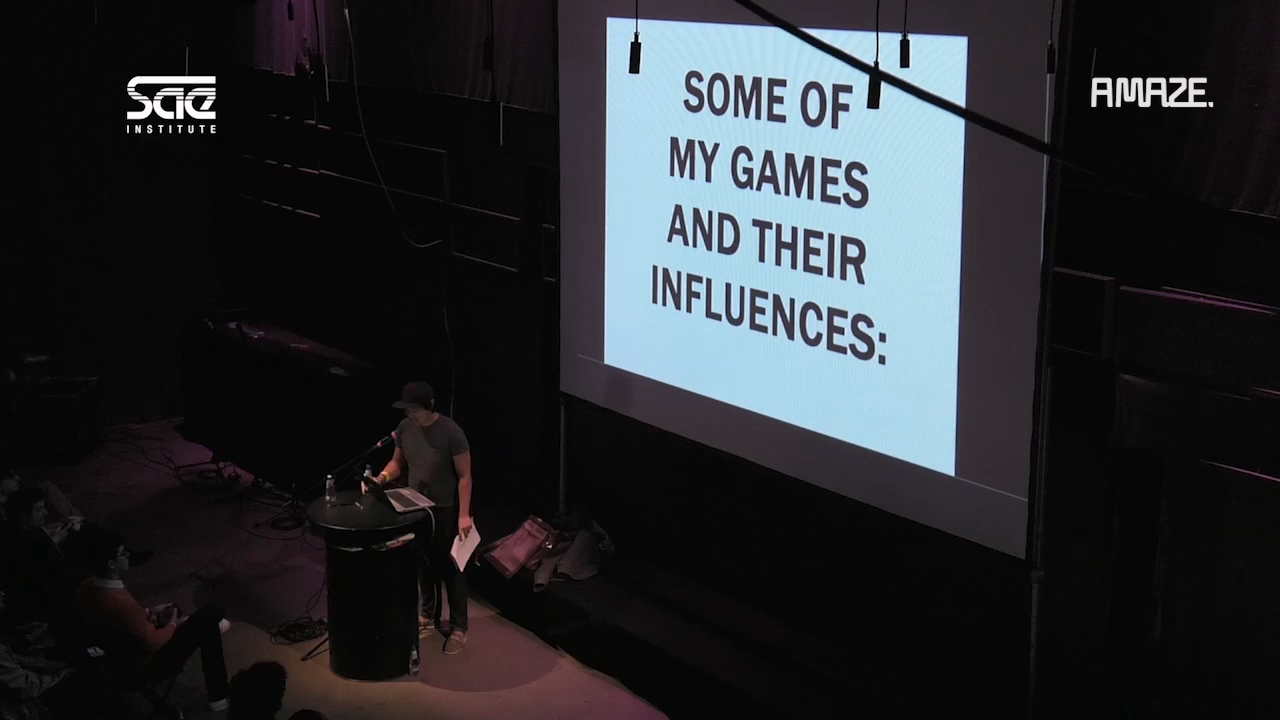 Sae
INSTITUTE
AMAZE.
SOME OF
MY GAMES
AND THEIR
INFLUENCES: